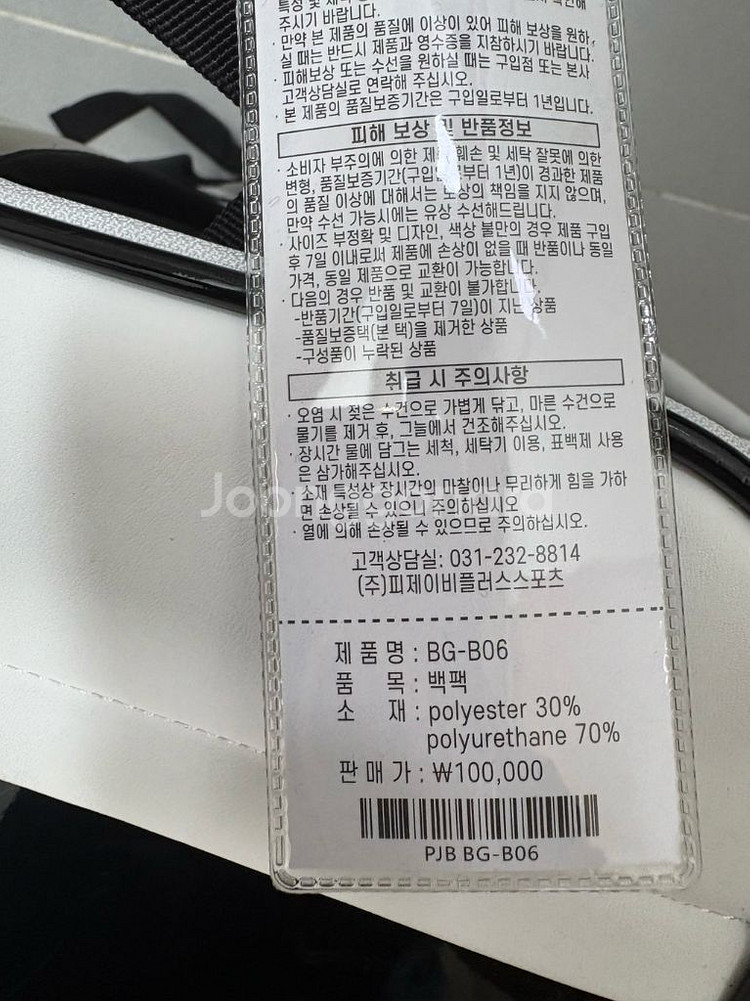 주시기 바랍니다.
· 만약 본 제품의 품질에 이상이 있어 피해 보상을 원하
실 때는 반드시 제품과 영수증을 지참하시기 바랍니다.
· 피해보상 또는 수선을 원하실 때는 구입점 또는 본사
고객상담실로 연락해 주십시오.
· 본 제품의 품질보증기간은 구입일로부터 1년입니다.
피해 보상 및 반품정보
· 소비자 부주의에 의한 제품 훼손 및 세탁 잘못에 의한
변형, 품질보증기간(구입일로부터 1년)이 경과한 제품
의 품질 이상에 대해서는 보상의 책임을 지지 않으며,
만약 수선 가능시에는 유상 수선해드립니다.
· 사이즈 부정확 및 디자인, 색상 불만의 경우 제품 구입
후 7일 이내로써 제품에 손상이 없을 때 반품이나 동일
가격, 동일 제품으로 교환이 가능합니다.
· 다음의 경우 반품 및 교환이 불가합니다.
-반품기간(구입일로부터 7일)이 지난 상품
-품질보증택(본 택)을 제거한 상품
-구성품이 누락된 상품
취급 시 주의사항
· 오염 시 젖은 수건으로 가볍게 닦고, 마른 수건으로
물기를 제거 후, 그늘에서 건조해주십시오.
· 장시간 물에 담그는 세척, 세탁기 이용, 표백제 사용
은 삼가해주십시오.
· 소재 특성상 장시간의 마찰이나 무리하게 힘을 가하
면 손상될 수 있으니 주의하십시오
· 열에 의해 손상될 수 있으므로 주의하십시오.
고객상담실: 031-232-8814
(주)피제이비플러스스포츠
제품명 : BG-B06
품 목 : 백팩
소 재 : polyester 30%
polyurethane 70%
판매가 : ₩100,000
PJB BG-B06